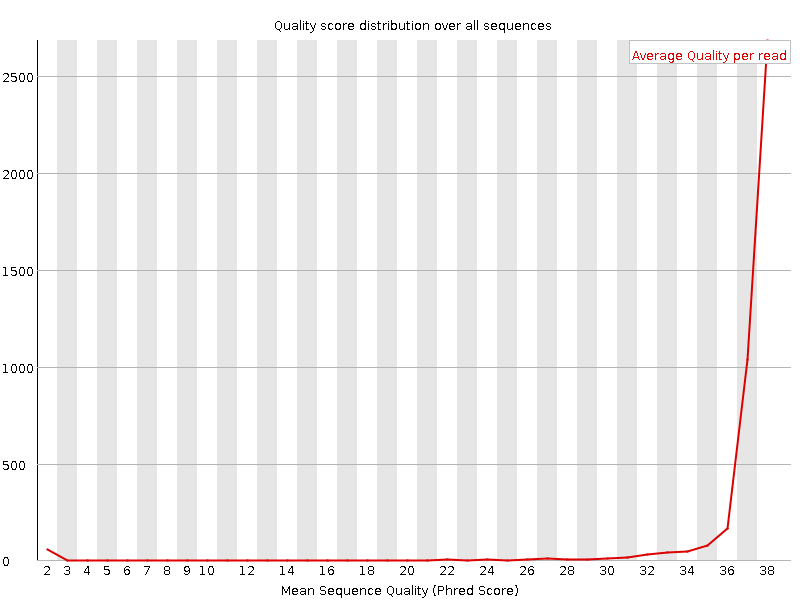 Quality score distribution over all sequences
Average Quality per read
2500
2000
1500
1000
500
0
2 3 4 5 6 7 8 9 10 12 14 16 18 20 22 24 26 28 30 32 34 36 38
Mean Sequence Quality (Phred Score)